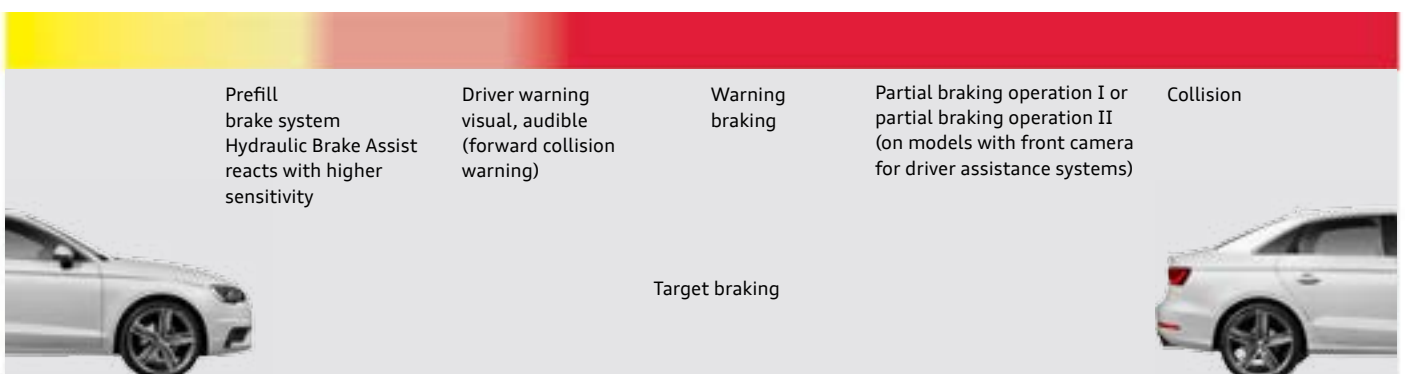 Prefill
brake system
Hydraulic Brake Assist
reacts with higher
sensitivity
Driver warning
visual, audible
(forward collision
warning)
Warning
braking
Partial braking operation I or
partial braking operation II
(on models with front camera
for driver assistance systems)
Collision
Target braking